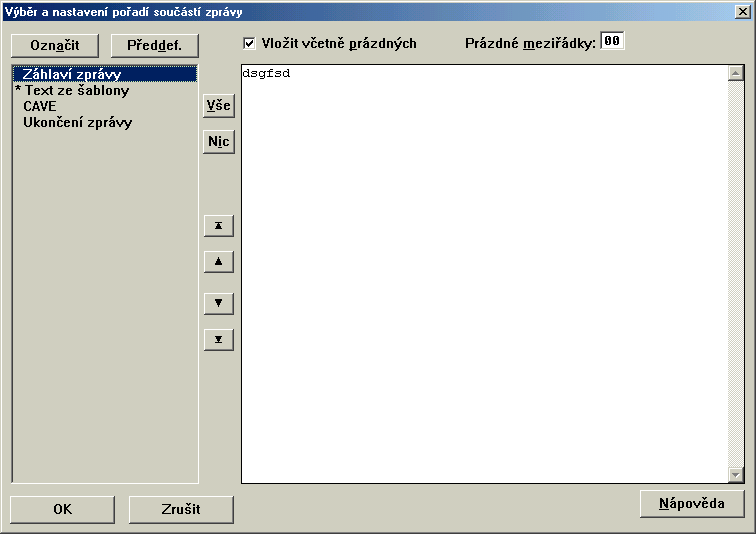 Výběr a nastavení pořadí součástí zprávy
Označit
Předdef.
Vložit včetně prázdných
Prázdné meziřádky: 00
Záhlaví zprávy
* Text ze šablony
CAVE
Ukončení zprávy
Vše
Nic
dsgfsd
OK
Zrušit
Nápověda